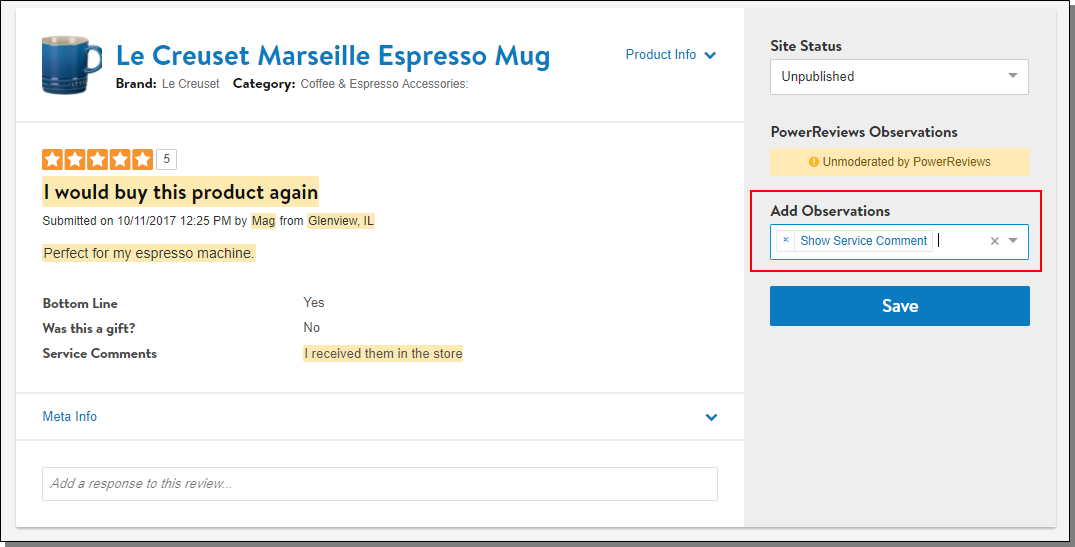 Le Creuset Marseille Espresso Mug
Product Info
Brand: Le Creuset Category: Coffee & Espresso Accessories:
5
I would buy this product again
Submitted on 10/11/2017 12:25 PM by Mag from Glenview, IL
Perfect for my espresso machine.
Bottom Line Yes
Was this a gift? No
Service Comments I received them in the store
Meta Info
Add a response to this review...
Site Status
Unpublished
PowerReviews Observations
Unmoderated by PowerReviews
Add Observations
× Show Service Comment ×
Save